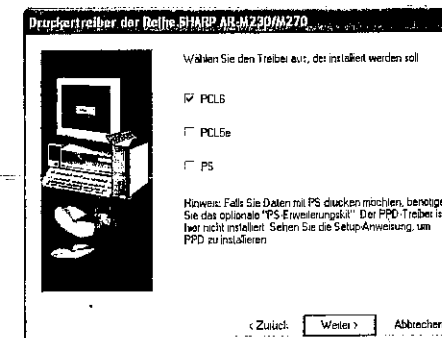 Druckertreiber der Reihe SHARP AR-M230/M270
Wählen Sie den Treiber aus, der installiert werden soll
PCL6
PCL5e
PS
Hinweis: Falls Sie Daten mit PS drucken möchten, benötige
Sie das optionale "PS-Erweiterungskit" Der PPD-Treiber is
hier nicht installiert Sehen Sie die Setup-Anweisung, um
PPD zu installieren
< Zurück
Weiter >
Abbrechen